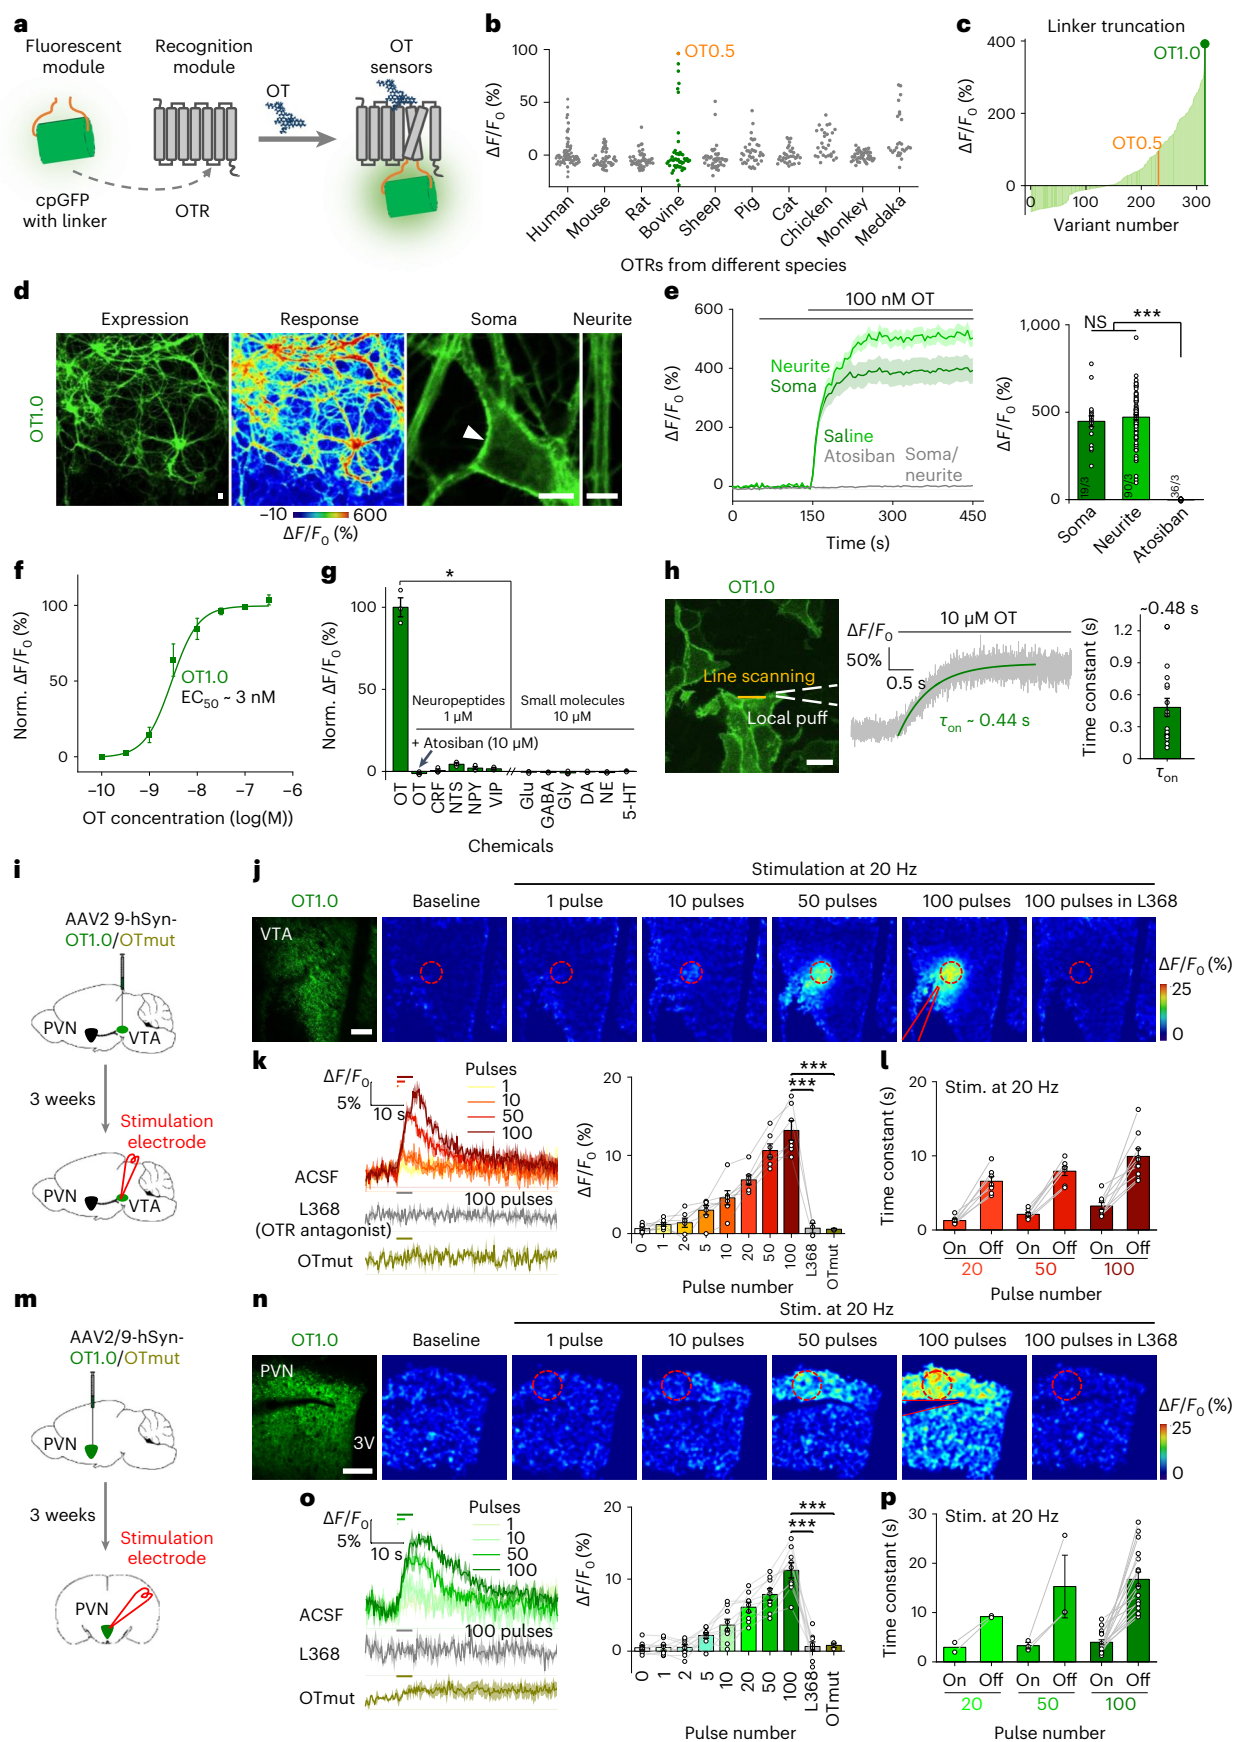 a
Fluorescent module
Recognition module
OT
OT sensors
cpGFP with linker
OTR
b
ΔF/F0 (%)
100
50
0
OT0.5
Human
Mouse
Rat
Bovine
Sheep
Pig
Cat
Chicken
Monkey
Medaka
OTRs from different species
c
Linker truncation
ΔF/F0 (%)
400
200
0
OT1.0
OT0.5
0 100 200 300
Variant number
d
Expression
Response
Soma
Neurite
OT1.0
–10 600
ΔF/F0 (%)
e
100 nM OT
ΔF/F0 (%)
600
400
200
0
Neurite
Soma
Saline
Atosiban
Soma/
neurite
0 150 300 450
Time (s)
ΔF/F0 (%)
1,000
500
0
NS
***
19/3
90/3
36/3
Soma
Neurite
Atosiban
f
Norm. ΔF/F0 (%)
100
50
0
OT1.0
EC50 ~ 3 nM
–10 –9 –8 –7 –6
OT concentration (log(M))
g
Norm. ΔF/F0 (%)
100
50
0
*
Neuropeptides
1 µM
Small molecules
10 µM
+ Atosiban (10 µM)
OT
OT
CRF
NTS
NPY
VIP
Glu
GABA
Gly
DA
NE
5-HT
Chemicals
h
OT1.0
Line scanning
Local puff
10 µM OT
ΔF/F0
50%
0.5 s
τon ~ 0.44 s
Time constant (s)
~0.48 s
1.2
0.9
0.6
0.3
0
τon
i
AAV2 9-hSyn-
OT1.0/OTmut
PVN
VTA
3 weeks
Stimulation
electrode
PVN
VTA
j
Stimulation at 20 Hz
OT1.0
Baseline
1 pulse
10 pulses
50 pulses
100 pulses
100 pulses in L368
VTA
ΔF/F0 (%)
25
0
k
ΔF/F0
5%
10 s
Pulses
1
10
50
100
ACSF
100 pulses
L368
(OTR antagonist)
OTmut
ΔF/F0 (%)
20
10
0
***
***
0
1
2
5
10
20
50
100
L368
OTmut
Pulse number
l
Stim. at 20 Hz
Time constant (s)
20
10
0
On Off On Off On Off
20 50 100
Pulse number
m
AAV2/9-hSyn-
OT1.0/OTmut
PVN
3 weeks
Stimulation
electrode
PVN
n
Stim. at 20 Hz
OT1.0
Baseline
1 pulse
10 pulses
50 pulses
100 pulses
100 pulses in L368
PVN
3V
ΔF/F0 (%)
25
0
o
ΔF/F0
5%
10 s
Pulses
1
10
50
100
ACSF
100 pulses
L368
OTmut
ΔF/F0 (%)
20
10
0
***
***
0
1
2
5
10
20
50
100
L368
OTmut
Pulse number
p
Stim. at 20 Hz
Time constant (s)
30
20
10
0
On Off On Off On Off
20 50 100
Pulse number